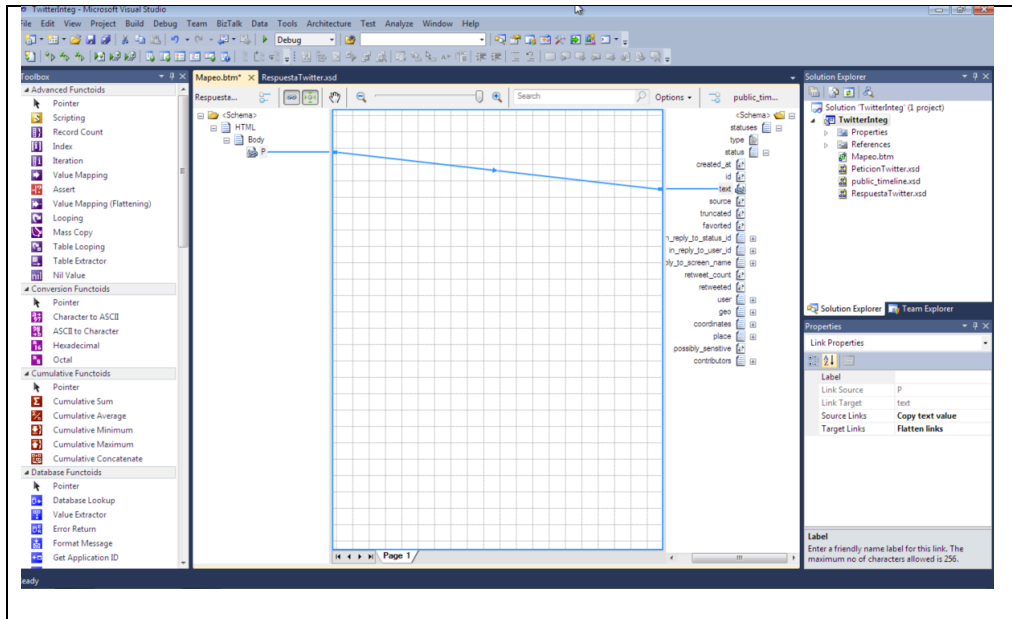 TwitterInteg - Microsoft Visual Studio
File Edit View Project Build Debug Team BizTalk Data Tools Architecture Test Analyze Window Help
Debug
Toolbox
Advanced Functoids
Pointer
Scripting
Record Count
Index
Iteration
Value Mapping
Assert
Value Mapping (Flattening)
Looping
Mass Copy
Table Looping
Table Extractor
Nil Value
Conversion Functoids
Pointer
Character to ASCII
ASCII to Character
Hexadecimal
Octal
Cumulative Functoids
Pointer
Cumulative Sum
Cumulative Average
Cumulative Minimum
Cumulative Maximum
Cumulative Concatenate
Database Functoids
Pointer
Database Lookup
Value Extractor
Error Return
Format Message
Get Application ID
Mapeo.btm* RespuestaTwitter.xsd
Respuesta... Search Options public_tim...
<Schema>
HTML
Body
P
<Schema>
statuses
type
status
created_at
id
text
source
truncated
favorited
n_reply_to_status_id
in_reply_to_user_id
ply_to_screen_name
retweet_count
retweeted
user
geo
coordinates
place
possibly_sensitive
contributors
Page 1
Solution Explorer
Solution 'TwitterInteg' (1 project)
TwitterInteg
Properties
References
Mapeo.btm
PeticionTwitter.xsd
public_timeline.xsd
RespuestaTwitter.xsd
Solution Explorer Team Explorer
Properties
Link Properties
Label
Link Source P
Link Target text
Source Links Copy text value
Target Links Flatten links
Label
Enter a friendly name label for this link. The
maximum no of characters allowed is 256.
eady